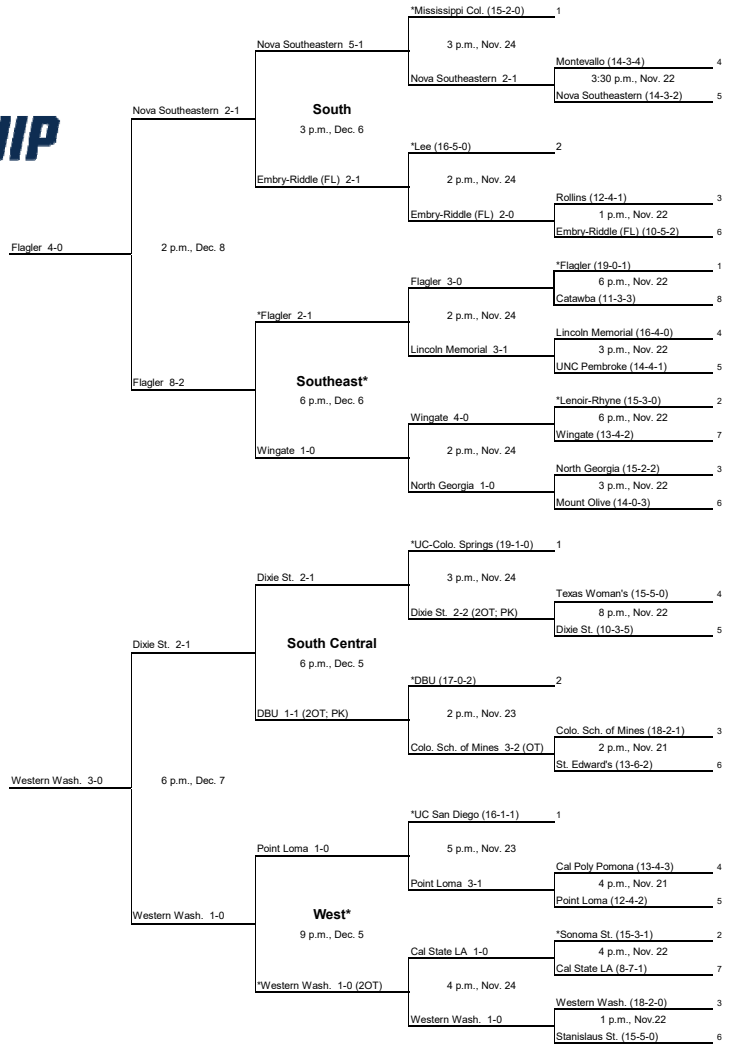 *Mississippi Col. (15-2-0) 1
Nova Southeastern 5-1
3 p.m., Nov. 24
Montevallo (14-3-4) 4
Nova Southeastern 2-1
3:30 p.m., Nov. 22
Nova Southeastern (14-3-2) 5
Nova Southeastern 2-1
South
3 p.m., Dec. 6
*Lee (16-5-0) 2
Embry-Riddle (FL) 2-1
2 p.m., Nov. 24
Rollins (12-4-1) 3
Embry-Riddle (FL) 2-0
1 p.m., Nov. 22
Embry-Riddle (FL) (10-5-2) 6
Flagler 4-0
2 p.m., Dec. 8
*Flagler (19-0-1) 1
Flagler 3-0
6 p.m., Nov. 22
Catawba (11-3-3) 8
*Flagler 2-1
2 p.m., Nov. 24
Lincoln Memorial (16-4-0) 4
Lincoln Memorial 3-1
3 p.m., Nov. 22
UNC Pembroke (14-4-1) 5
Flagler 8-2
Southeast*
6 p.m., Dec. 6
*Lenoir-Rhyne (15-3-0) 2
Wingate 4-0
6 p.m., Nov. 22
Wingate (13-4-2) 7
Wingate 1-0
2 p.m., Nov. 24
North Georgia (15-2-2) 3
North Georgia 1-0
3 p.m., Nov. 22
Mount Olive (14-0-3) 6
*UC-Colo. Springs (19-1-0) 1
Dixie St. 2-1
3 p.m., Nov. 24
Texas Woman's (15-5-0) 4
Dixie St. 2-2 (2OT; PK)
8 p.m., Nov. 22
Dixie St. (10-3-5) 5
Dixie St. 2-1
South Central
6 p.m., Dec. 5
*DBU (17-0-2) 2
DBU 1-1 (2OT; PK)
2 p.m., Nov. 23
Colo. Sch. of Mines (18-2-1) 3
Colo. Sch. of Mines 3-2 (OT)
2 p.m., Nov. 21
St. Edward's (13-6-2) 6
Western Wash. 3-0
6 p.m., Dec. 7
*UC San Diego (16-1-1) 1
Point Loma 1-0
5 p.m., Nov. 23
Cal Poly Pomona (13-4-3) 4
Point Loma 3-1
4 p.m., Nov. 21
Point Loma (12-4-2) 5
Western Wash. 1-0
West*
9 p.m., Dec. 5
*Sonoma St. (15-3-1) 2
Cal State LA 1-0
4 p.m., Nov. 22
Cal State LA (8-7-1) 7
*Western Wash. 1-0 (2OT)
4 p.m., Nov. 24
Western Wash. (18-2-0) 3
Western Wash. 1-0
1 p.m., Nov.22
Stanislaus St. (15-5-0) 6